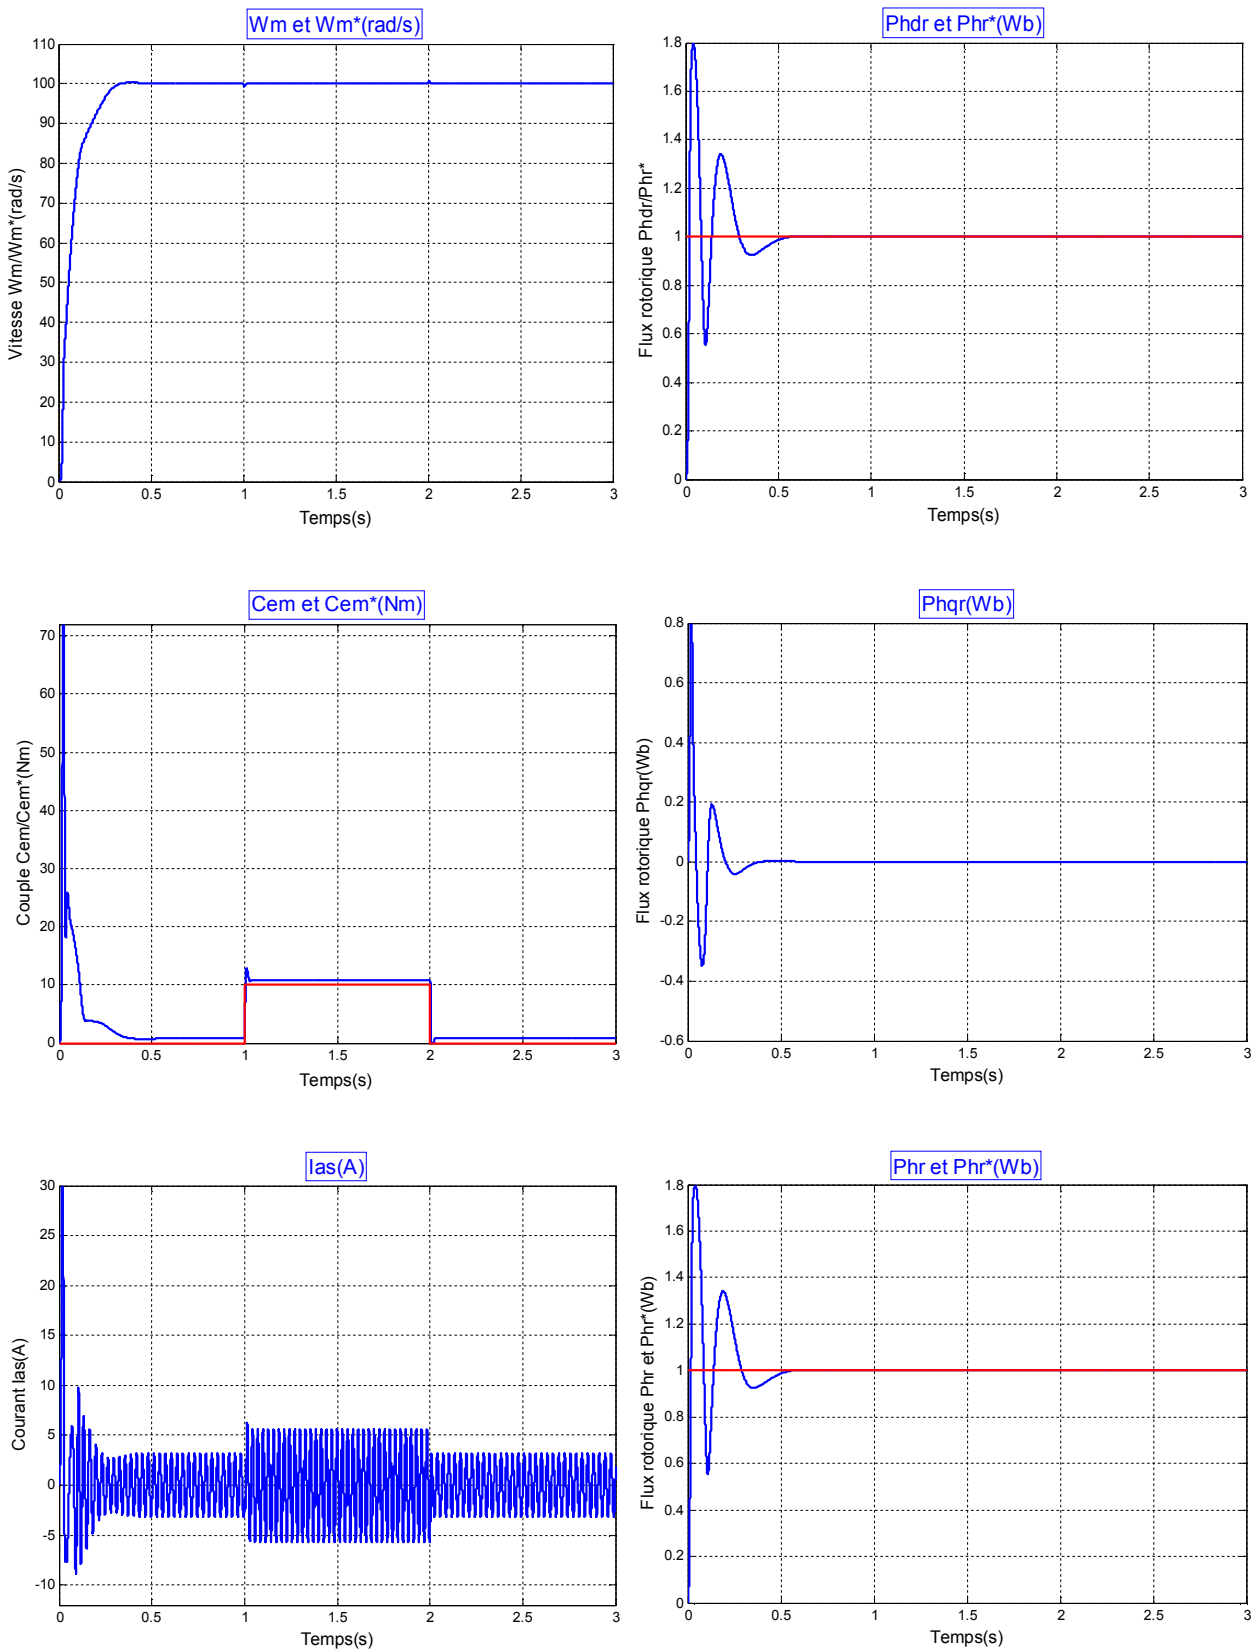 Wm et Wm*(rad/s)
110
100
90
80
70
60
50
40
30
20
10
0
Vitesse Wm/Wm*(rad/s)
0 0.5 1 1.5 2 2.5 3
Temps(s)
Phdr et Phr*(Wb)
1.8
1.6
1.4
1.2
1
0.8
0.6
0.4
0.2
0
Flux rotorique Phdr/Phr*
0 0.5 1 1.5 2 2.5 3
Temps(s)
Cem et Cem*(Nm)
70
60
50
40
30
20
10
0
Couple Cem/Cem*(Nm)
0 0.5 1 1.5 2 2.5 3
Temps(s)
Phqr(Wb)
0.8
0.6
0.4
0.2
0
-0.2
-0.4
-0.6
Flux rotorique Phqr(Wb)
0 0.5 1 1.5 2 2.5 3
Temps(s)
Ias(A)
30
25
20
15
10
5
0
-5
-10
Courant Ias(A)
0 0.5 1 1.5 2 2.5 3
Temps(s)
Phr et Phr*(Wb)
1.8
1.6
1.4
1.2
1
0.8
0.6
0.4
0.2
0
Flux rotorique Phr et Phr*(Wb)
0 0.5 1 1.5 2 2.5 3
Temps(s)